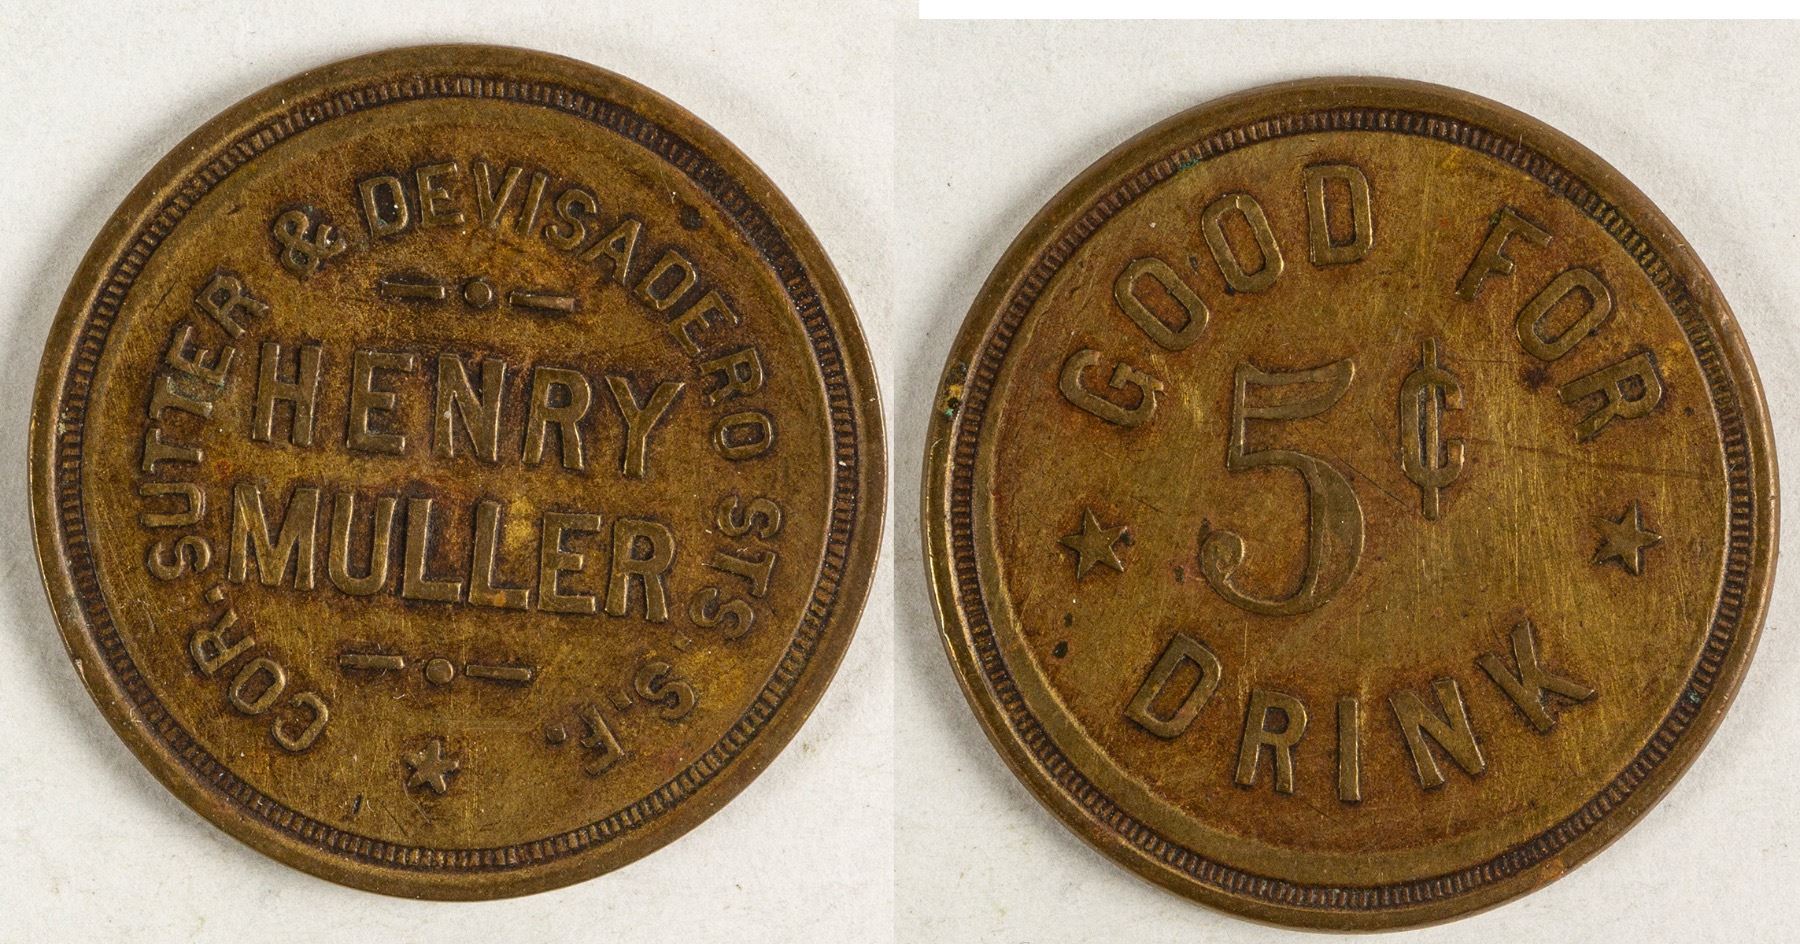 COR. SUTTER & DEVISADERO STS. S.F.
HENRY
MULLER
GOOD FOR
5¢
DRINK